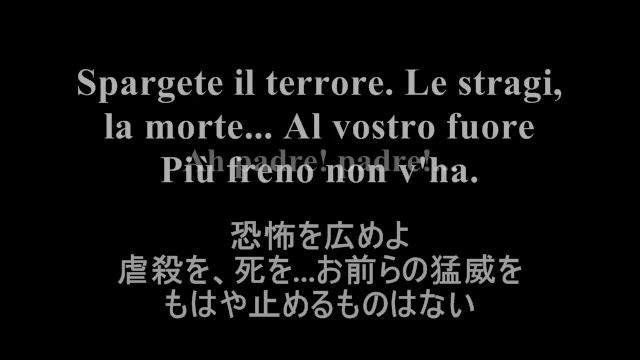 Spargete il terrore. Le stragi,
la morte... Al vostro fuore
Ah padre! padre!
Più freno non v'ha.
恐怖を広めよ
虐殺を、死を...お前らの猛威を
もはや止めるものはない